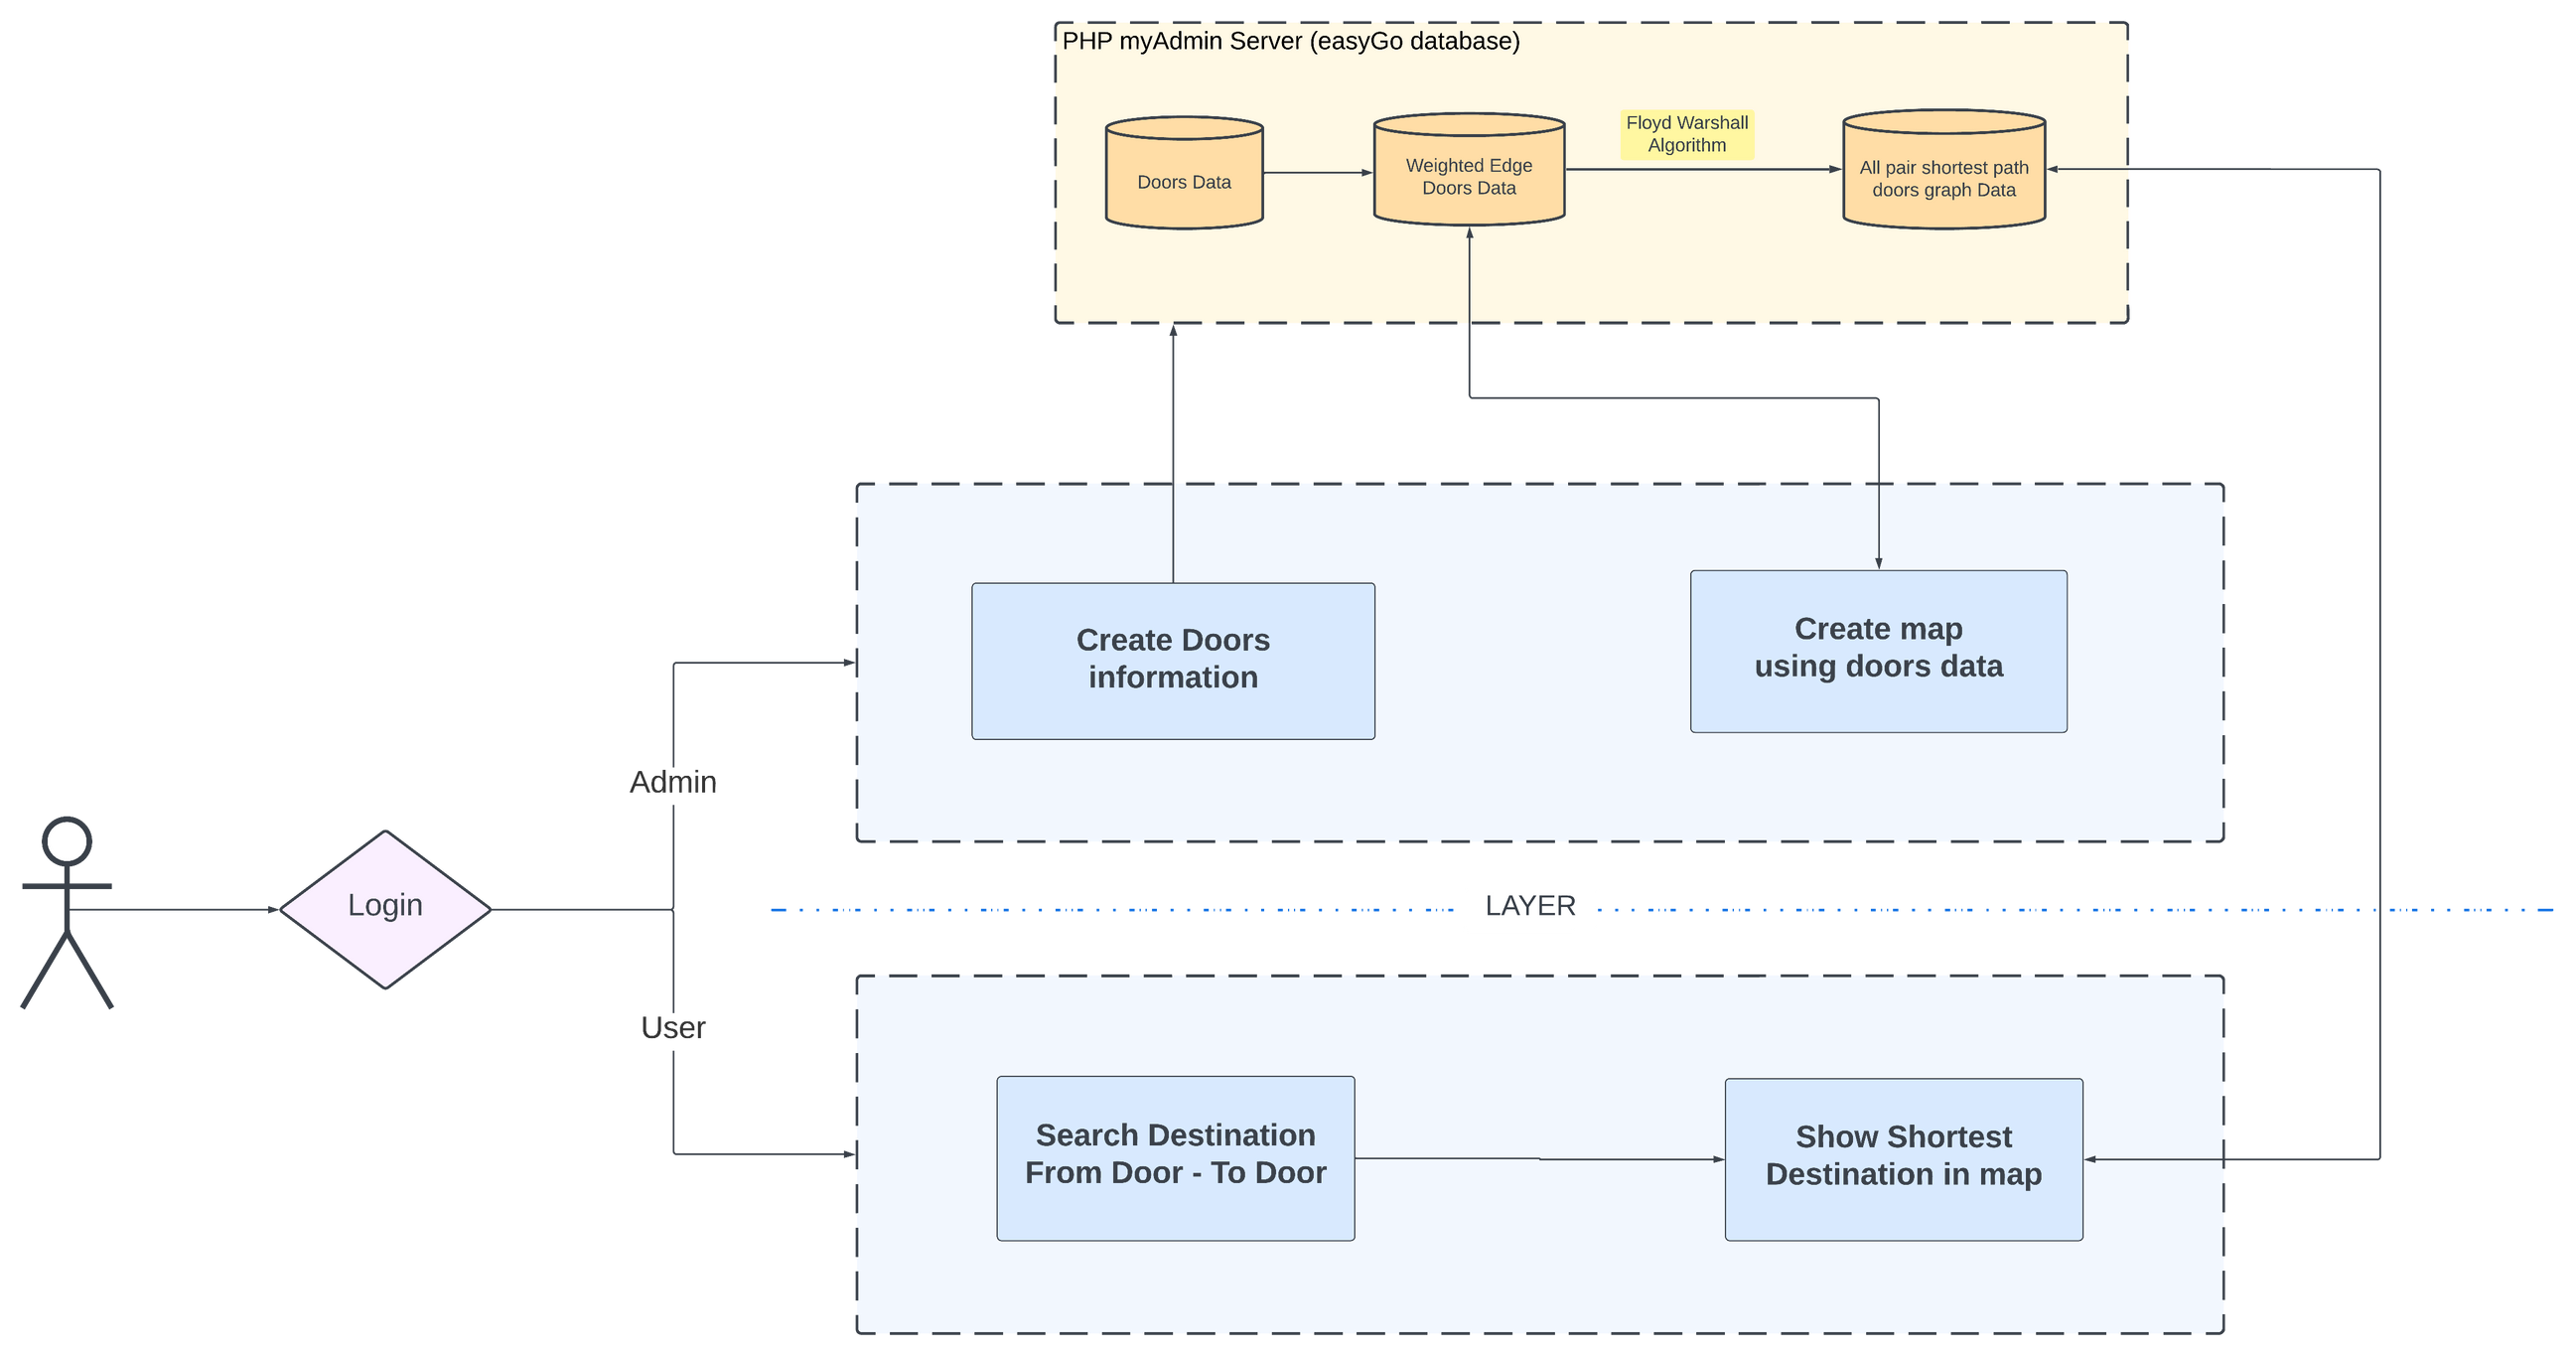 PHP myAdmin Server (easyGo database)
Doors Data
Weighted Edge
Doors Data
Floyd Warshall
Algorithm
All pair shortest path
doors graph Data
Create Doors
information
Create map
using doors data
Admin
Login
LAYER
User
Search Destination
From Door - To Door
Show Shortest
Destination in map